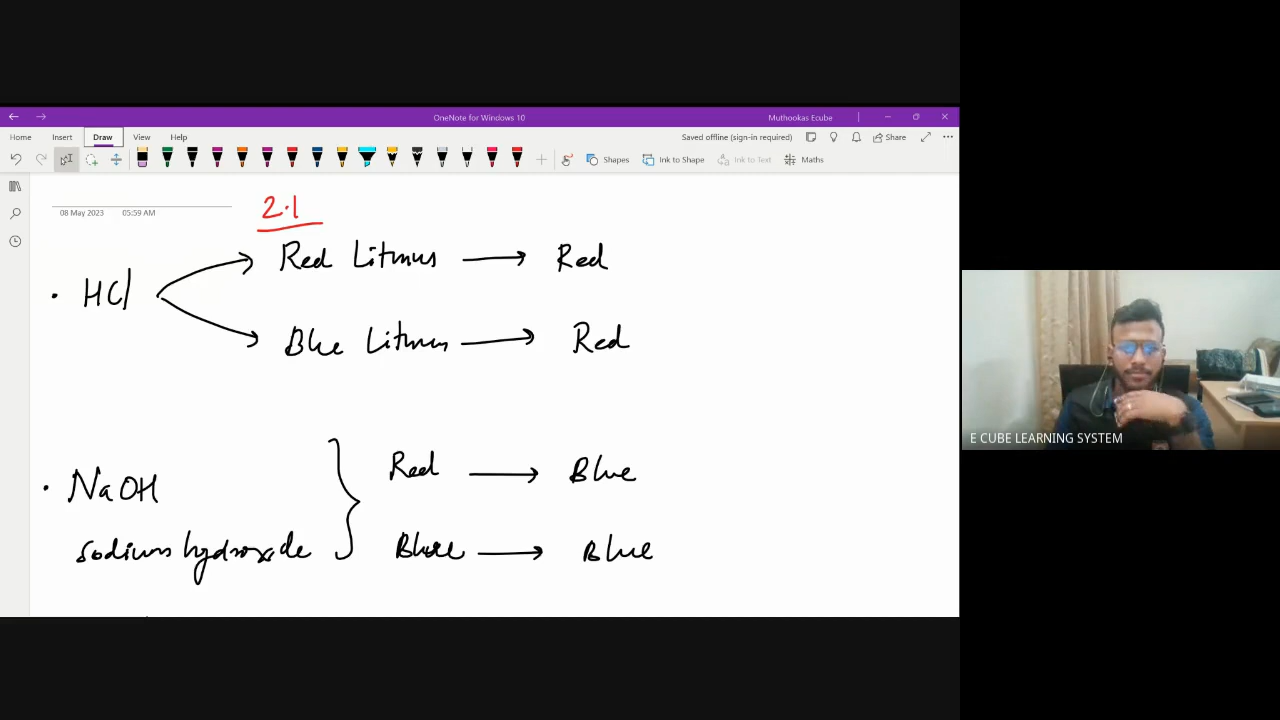 OneNote for Windows 10
Muthookas Ecube
Home Insert Draw View Help
Saved offline (sign-in required)
Share
Shapes
Ink to Shape
Ink to Text
Maths
08 May 2023 05:59 AM
2.1
Red Litmus → Red
• HCl
Blue Litmus → Red
Red → Blue
• NaOH
Sodium hydroxide
Blue → Blue
E CUBE LEARNING SYSTEM